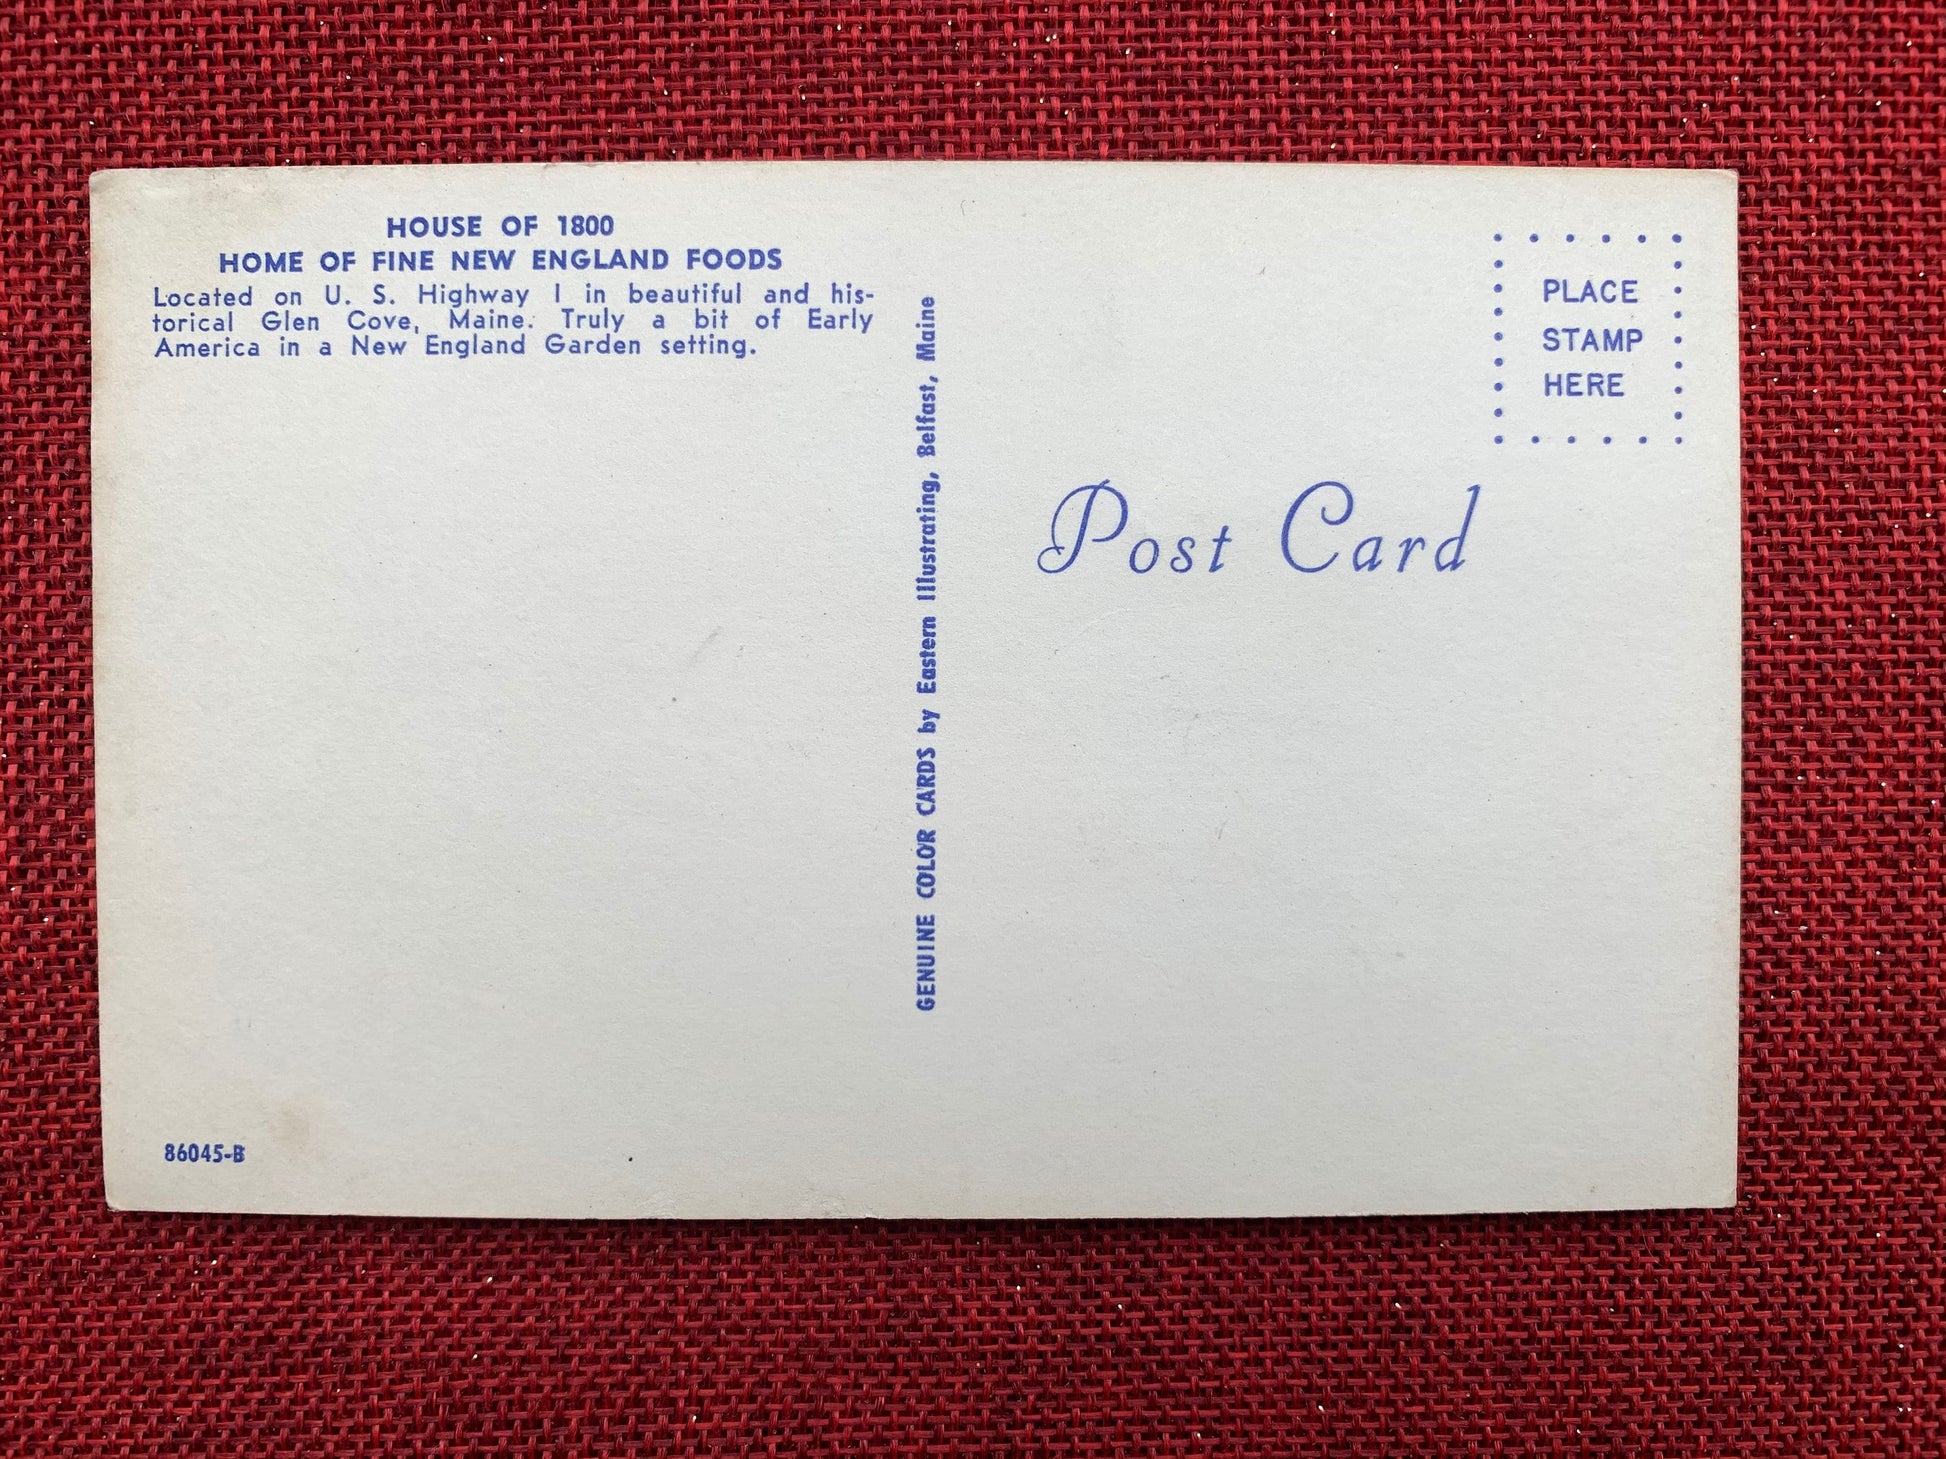 HOUSE OF 1800
HOME OF FINE NEW ENGLAND FOODS
Located on U. S. Highway 1 in beautiful and his-
torical Glen Cove, Maine. Truly a bit of Early
America in a New England Garden setting.
86045-B
GENUINE COLOR CARDS by Eastern Illustrating, Belfast, Maine
PLACE
STAMP
HERE
Post Card